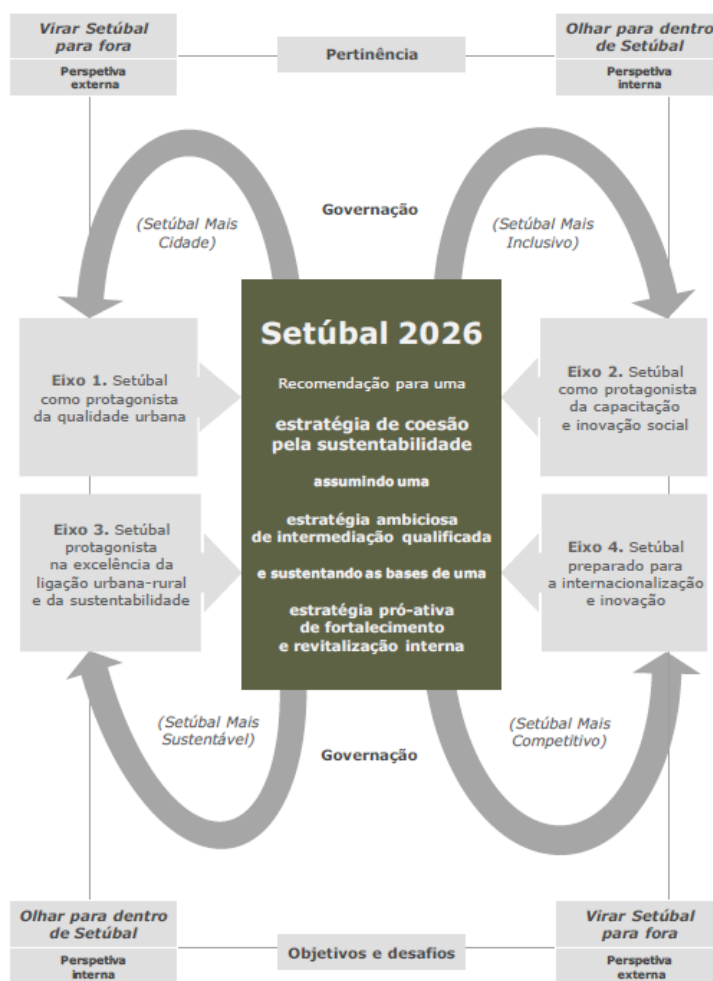 Virar Setúbal
para fora
Perspetiva
externa
Pertinência
Olhar para dentro
de Setúbal
Perspetiva
interna
Governação
(Setúbal Mais
Cidade)
(Setúbal Mais
Inclusivo)
Eixo 1. Setúbal
como protagonista
da qualidade urbana
Eixo 3. Setúbal
protagonista
na excelência da
ligação urbana-rural
e da sustentabilidade
Setúbal 2026
Recomendação para uma
estratégia de coesão
pela sustentabilidade
assumindo uma
estratégia ambiciosa
de intermediação qualificada
e sustentando as bases de uma
estratégia pró-ativa
de fortalecimento
e revitalização interna
Eixo 2. Setúbal
como protagonista
da capacitação
e inovação social
Eixo 4. Setúbal
preparado para
a internacionalização
e inovação
(Setúbal Mais
Sustentável)
(Setúbal Mais
Competitivo)
Governação
Olhar para dentro
de Setúbal
Perspetiva
interna
Objetivos e desafios
Virar Setúbal
para fora
Perspetiva
externa